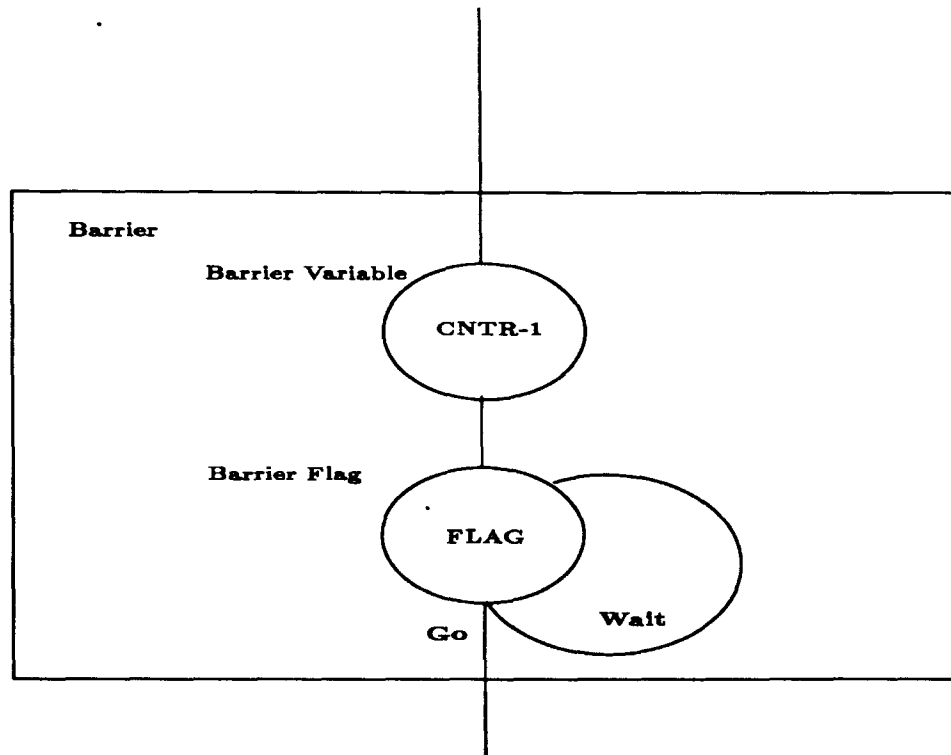 Barrier
Barrier Variable
CNTR-1
Barrier Flag
FLAG
Wait
Go